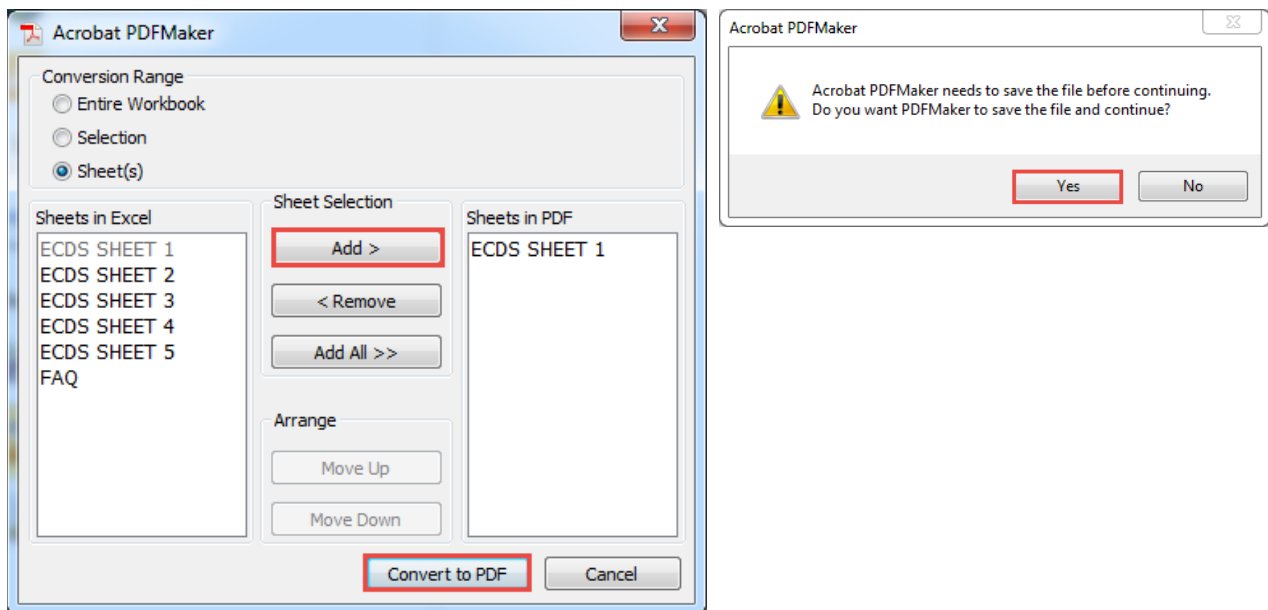 Acrobat PDFMaker
Conversion Range
Entire Workbook
Selection
Sheet(s)
Sheets in Excel
ECDS SHEET 1
ECDS SHEET 2
ECDS SHEET 3
ECDS SHEET 4
ECDS SHEET 5
FAQ
Sheet Selection
Add >
< Remove
Add All >>
Arrange
Move Up
Move Down
Sheets in PDF
ECDS SHEET 1
Convert to PDF
Cancel
Acrobat PDFMaker
Acrobat PDFMaker needs to save the file before continuing.
Do you want PDFMaker to save the file and continue?
Yes
No